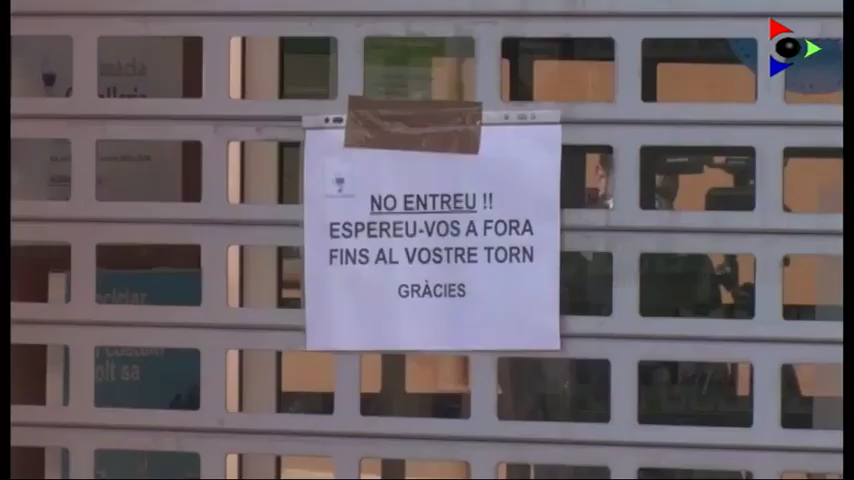 NO ENTREU !!
ESPEREU-VOS A FORA
FINS AL VOSTRE TORN
GRÀCIES